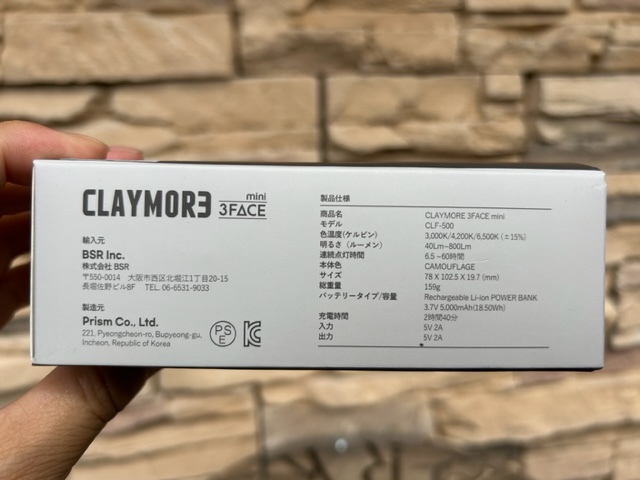 CLAYMORE
mini
3FACE
輸入元
BSR Inc.
株式会社 BSR
〒550-0014 大阪市西区北堀江1丁目20-15
長堀佐野ビル8F TEL. 06-6531-9033
製造元
Prism Co., Ltd.
221, Pyeongcheon-ro, Bupyeong-gu,
Incheon, Republic of Korea
PSE
製品仕様
商品名 CLAYMORE 3FACE mini
モデル CLF-500
色温度(ケルビン) 3,000K/4,200K/6,500K (±15%)
明るさ (ルーメン) 40Lm~800Lm
連続点灯時間 6.5 ~60時間
本体色 CAMOUFLAGE
サイズ 78 X 102.5 X 19.7 (mm)
総重量 159g
バッテリータイプ/容量 Rechargeable Li-ion POWER BANK
3.7V 5,000mAh(18.50Wh)
充電時間 2時間40分
入力 5V 2A
出力 5V 2A